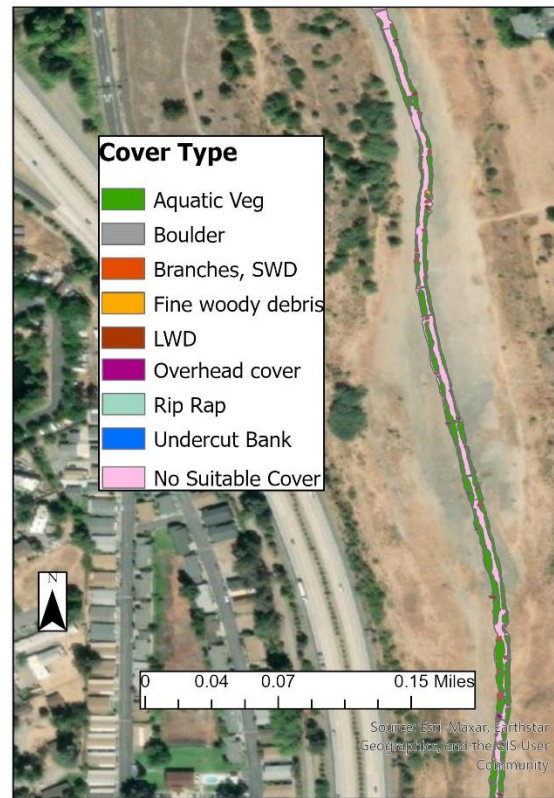 Cover Type
Aquatic Veg
Boulder
Branches, SWD
Fine woody debris
LWD
Overhead cover
Rip Rap
Undercut Bank
No Suitable Cover
N
0 0.04 0.07 0.15 Miles
Source: Esri, Maxar, Earthstar
Geographics, and the GIS User
Community